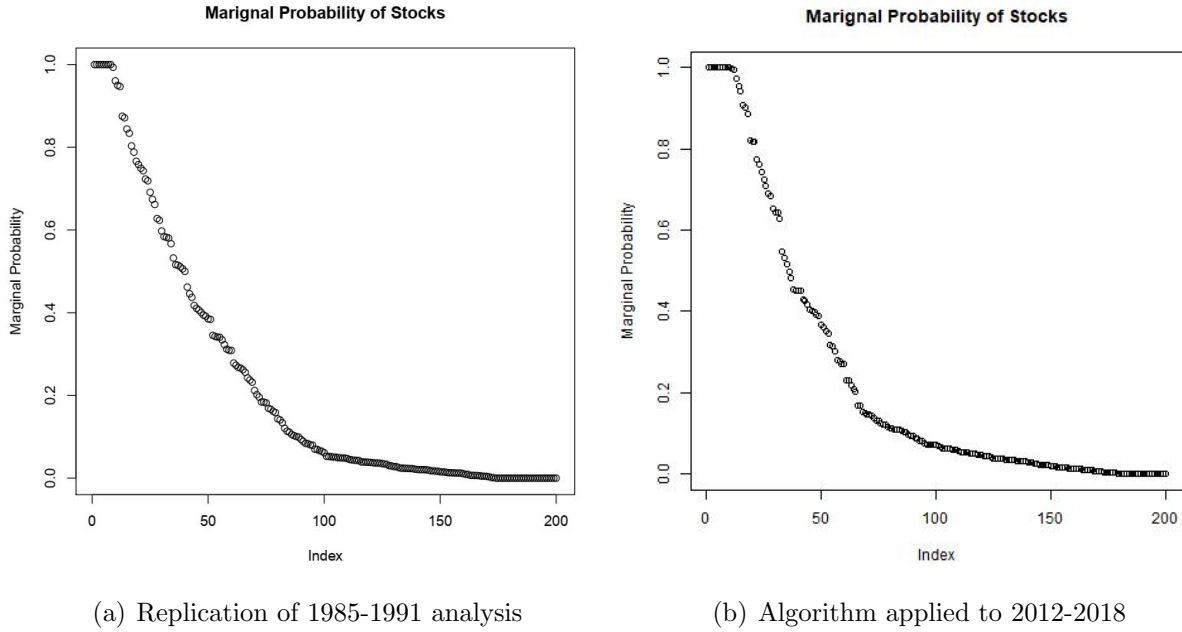 Marignal Probability of Stocks
Marginal Probability
1.0
0.8
0.6
0.4
0.2
0.0
0
50
100
150
200
Index
(a) Replication of 1985-1991 analysis
Marignal Probability of Stocks
Marginal Probability
1.0
0.8
0.6
0.4
0.2
0.0
0
50
100
150
200
Index
(b) Algorithm applied to 2012-2018